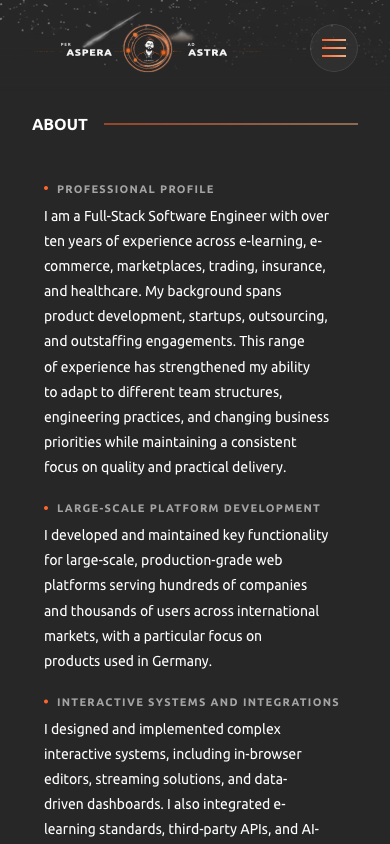 PER
ASPERA
AD
ASTRA
ABOUT
PROFESSIONAL PROFILE
I am a Full-Stack Software Engineer with over
ten years of experience across e-learning, e-
commerce, marketplaces, trading, insurance,
and healthcare. My background spans
product development, startups, outsourcing,
and outstaffing engagements. This range
of experience has strengthened my ability
to adapt to different team structures,
engineering practices, and changing business
priorities while maintaining a consistent
focus on quality and practical delivery.
LARGE-SCALE PLATFORM DEVELOPMENT
I developed and maintained key functionality
for large-scale, production-grade web
platforms serving hundreds of companies
and thousands of users across international
markets, with a particular focus on
products used in Germany.
INTERACTIVE SYSTEMS AND INTEGRATIONS
I designed and implemented complex
interactive systems, including in-browser
editors, streaming solutions, and data-
driven dashboards. I also integrated e-
learning standards, third-party APIs, and AI-